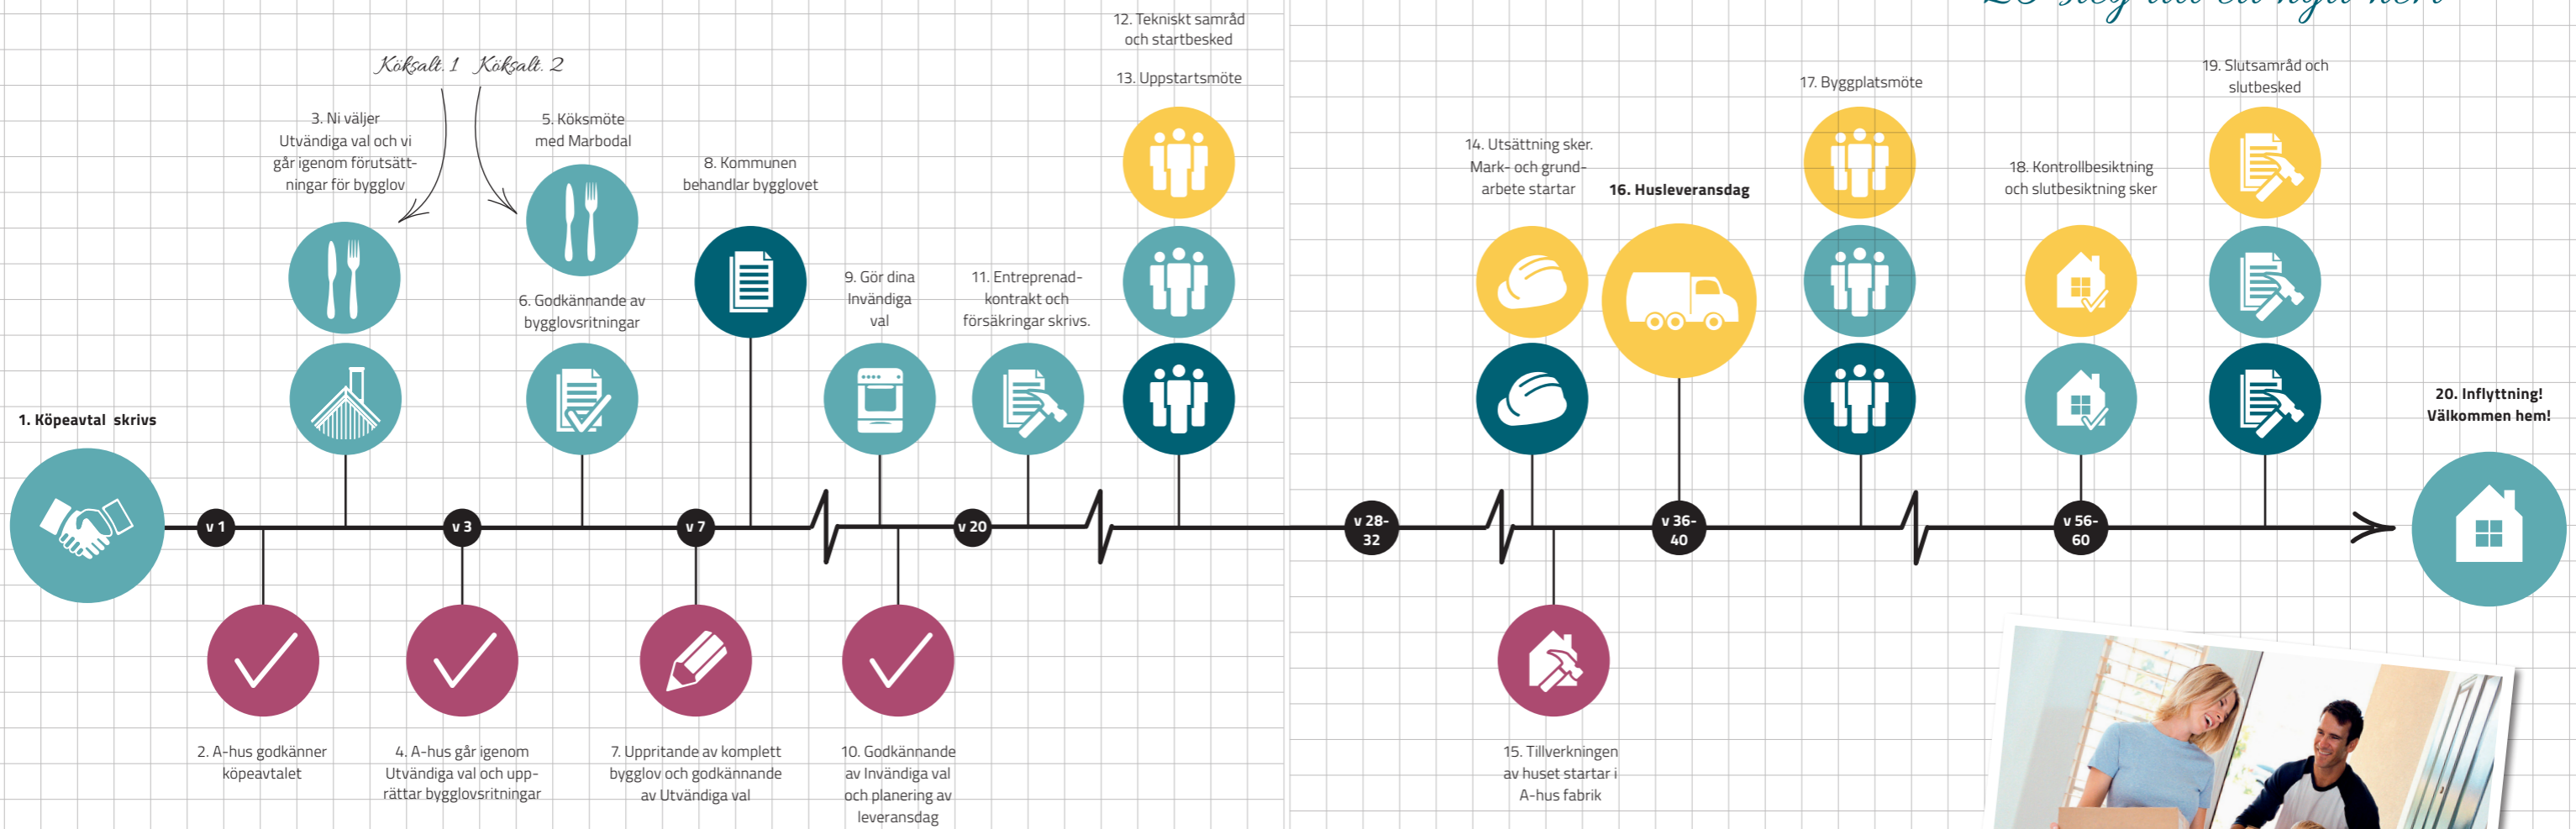 12. Tekniskt samråd
och startbesked
13. Uppstartsmöte
Köksalt. 1 Köksalt. 2
3. Ni väljer
Utvändiga val och vi
går igenom förutsätt-
ningar för bygglov
5. Köksmöte
med Marbodal
8. Kommunen
behandlar bygglovet
6. Godkännande av
bygglovsritningar
9. Gör dina
Invändiga
val
11. Entreprenad-
kontrakt och
försäkringar skrivs.
1. Köpeavtal skrivs
v 1
v 3
v 7
v 20
2. A-hus godkänner
köpeavtalet
4. A-hus går igenom
Utvändiga val och upp-
rättar bygglovsritningar
7. Uppritande av komplett
bygglov och godkännande
av Utvändiga val
10. Godkännande
av Invändiga val
och planering av
leveransdag
14. Utsättning sker.
Mark- och grund-
arbete startar
16. Husleveransdag
17. Byggplatsmöte
18. Kontrollbesiktning
och slutbesiktning sker
19. Slutsamråd och
slutbesked
20. Inflyttning!
Välkommen hem!
v 28-
32
v 36-
40
v 56-
60
15. Tillverkningen
av huset startar i
A-hus fabrik